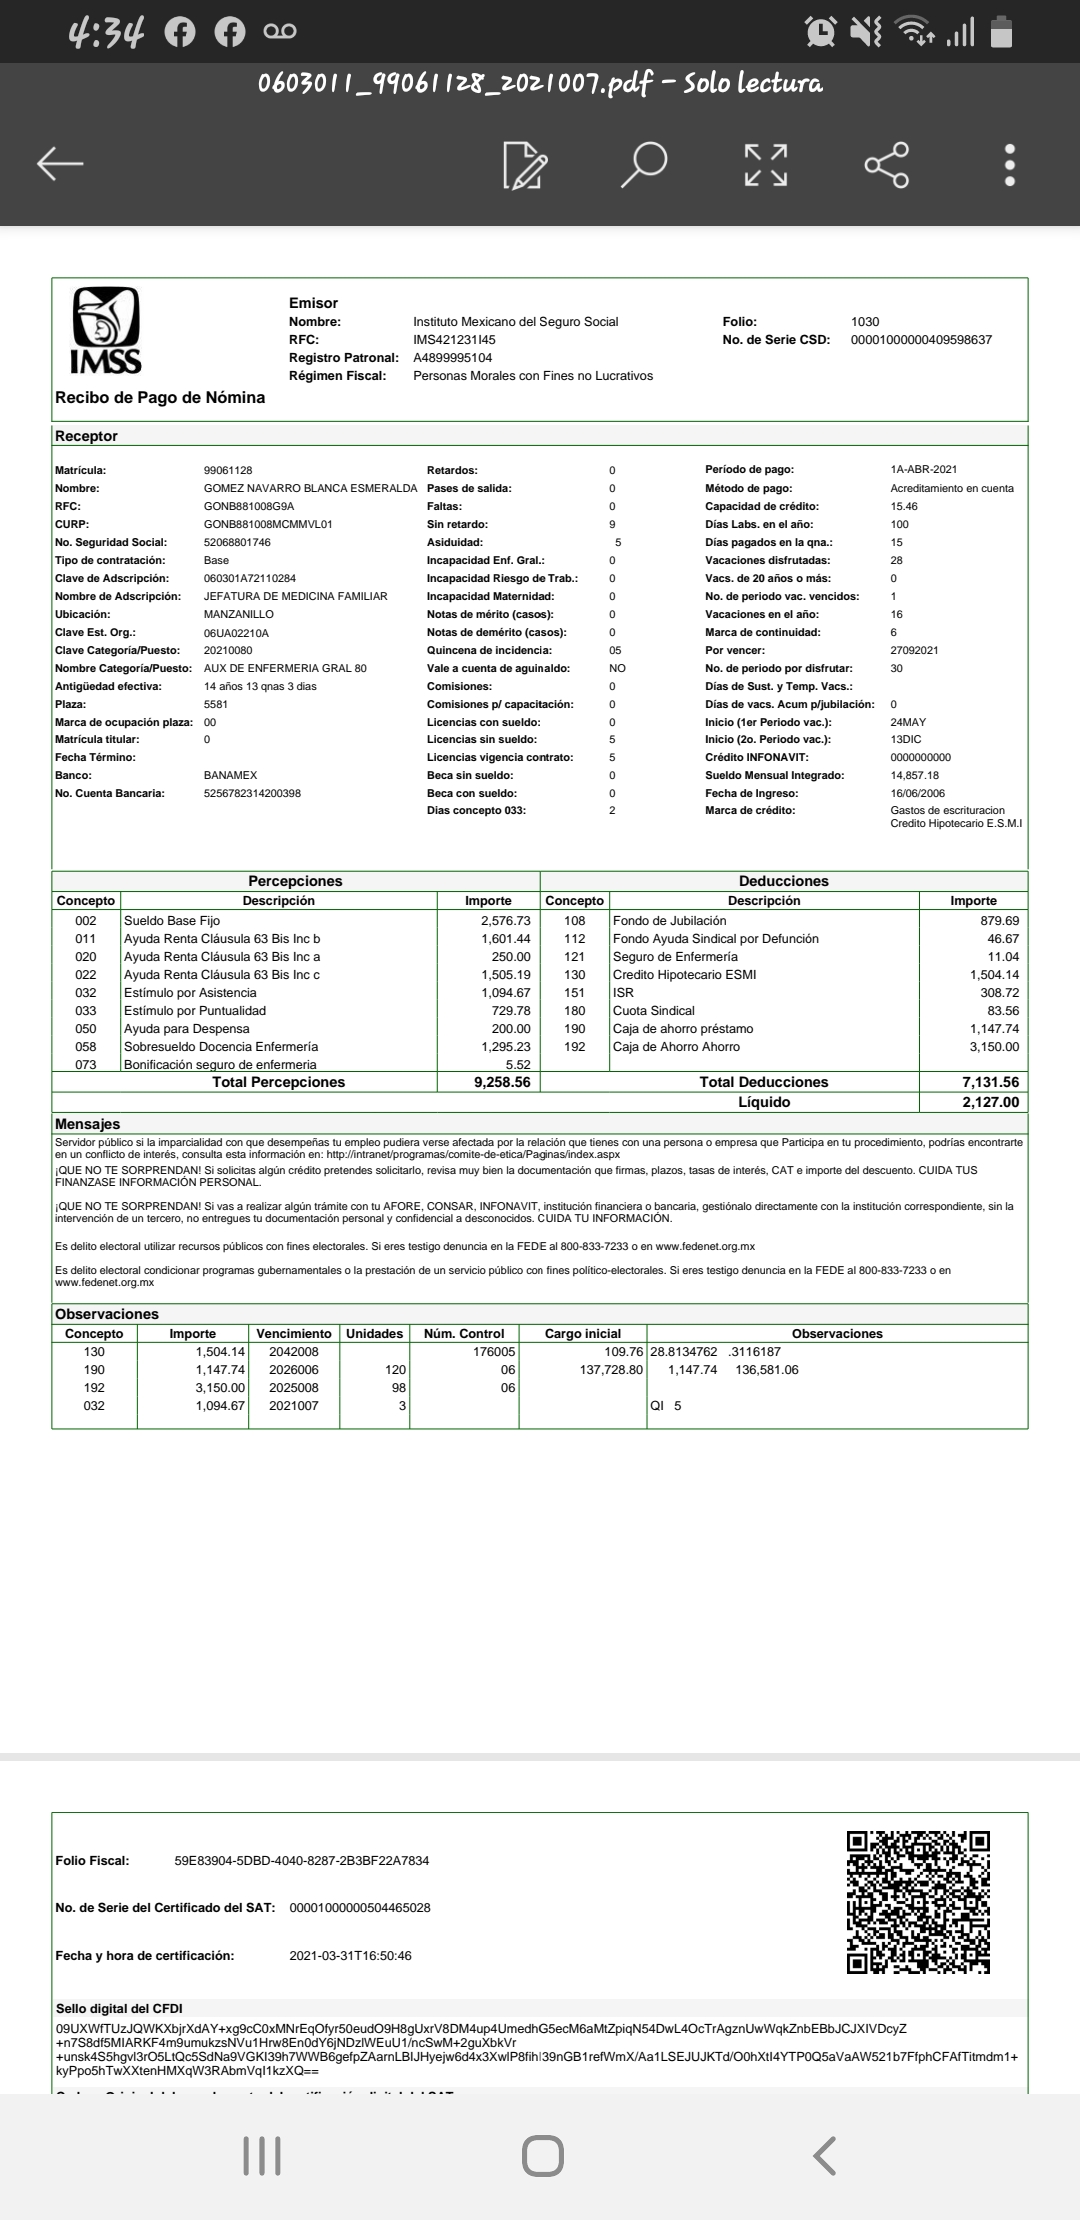 4:34
0603011_99061128_2021007.pdf - Solo lectura
IMSS
Recibo de Pago de Nómina
Emisor
Nombre: Instituto Mexicano del Seguro Social Folio: 1030
RFC: IMS421231I45 No. de Serie CSD: 00001000000409598637
Registro Patronal: A4899995104
Régimen Fiscal: Personas Morales con Fines no Lucrativos
Receptor
Matrícula: 99061128 Retardos: 0 Período de pago: 1A-ABR-2021
Nombre: GOMEZ NAVARRO BLANCA ESMERALDA Pases de salida: 0 Método de pago: Acreditamiento en cuenta
RFC: GONB881008G9A Faltas: 0 Capacidad de crédito: 15.46
CURP: GONB881008MCMMVL01 Sin retardo: 9 Días Labs. en el año: 100
No. Seguridad Social: 52068801746 Asiduidad: 5 Días pagados en la qna.: 15
Tipo de contratación: Base Incapacidad Enf. Gral.: 0 Vacaciones disfrutadas: 28
Clave de Adscripción: 060301A72110284 Incapacidad Riesgo de Trab.: 0 Vacs. de 20 años o más: 0
Nombre de Adscripción: JEFATURA DE MEDICINA FAMILIAR Incapacidad Maternidad: 0 No. de periodo vac. vencidos: 1
Ubicación: MANZANILLO Notas de mérito (casos): 0 Vacaciones en el año: 16
Clave Est. Org.: 06UA02210A Notas de demérito (casos): 0 Marca de continuidad: 6
Clave Categoría/Puesto: 20210080 Quincena de incidencia: 05 Por vencer: 27092021
Nombre Categoría/Puesto: AUX DE ENFERMERIA GRAL 80 Vale a cuenta de aguinaldo: NO No. de periodo por disfrutar: 30
Antigüedad efectiva: 14 años 13 qnas 3 dias Comisiones: 0 Días de Sust. y Temp. Vacs.:
Plaza: 5581 Comisiones p/ capacitación: 0 Días de vacs. Acum p/jubilación: 0
Marca de ocupación plaza: 00 Licencias con sueldo: 0 Inicio (1er Periodo vac.): 24MAY
Matrícula titular: 0 Licencias sin sueldo: 5 Inicio (2o. Periodo vac.): 13DIC
Fecha Término: Licencias vigencia contrato: 5 Crédito INFONAVIT: 0000000000
Banco: BANAMEX Beca sin sueldo: 0 Sueldo Mensual Integrado: 14,857.18
No. Cuenta Bancaria: 5256782314200398 Beca con sueldo: 0 Fecha de Ingreso: 16/06/2006
Dias concepto 033: 2 Marca de crédito: Gastos de escrituracion
Credito Hipotecario E.S.M.I
Percepciones Deducciones
Concepto Descripción Importe Concepto Descripción Importe
002 Sueldo Base Fijo 2,576.73 108 Fondo de Jubilación 879.69
011 Ayuda Renta Cláusula 63 Bis Inc b 1,601.44 112 Fondo Ayuda Sindical por Defunción 46.67
020 Ayuda Renta Cláusula 63 Bis Inc a 250.00 121 Seguro de Enfermería 11.04
022 Ayuda Renta Cláusula 63 Bis Inc c 1,505.19 130 Credito Hipotecario ESMI 1,504.14
032 Estímulo por Asistencia 1,094.67 151 ISR 308.72
033 Estímulo por Puntualidad 729.78 180 Cuota Sindical 83.56
050 Ayuda para Despensa 200.00 190 Caja de ahorro préstamo 1,147.74
058 Sobresueldo Docencia Enfermería 1,295.23 192 Caja de Ahorro Ahorro 3,150.00
073 Bonificación seguro de enfermeria 5.52
Total Percepciones 9,258.56 Total Deducciones 7,131.56
Líquido 2,127.00
Mensajes
Servidor público si la imparcialidad con que desempeñas tu empleo pudiera verse afectada por la relación que tienes con una persona o empresa que Participa en tu procedimiento, podrías encontrarte
en un conflicto de interés, consulta esta información en: http://intranet/programas/comite-de-etica/Paginas/index.aspx
¡QUE NO TE SORPRENDAN! Si solicitas algún crédito pretendes solicitarlo, revisa muy bien la documentación que firmas, plazos, tasas de interés, CAT e importe del descuento. CUIDA TUS
FINANZASE INFORMACIÓN PERSONAL.
¡QUE NO TE SORPRENDAN! Si vas a realizar algún trámite con tu AFORE, CONSAR, INFONAVIT, institución financiera o bancaria, gestiónalo directamente con la institución correspondiente, sin la
intervención de un tercero, no entregues tu documentación personal y confidencial a desconocidos. CUIDA TU INFORMACIÓN.
Es delito electoral utilizar recursos públicos con fines electorales. Si eres testigo denuncia en la FEDE al 800-833-7233 o en www.fedenet.org.mx
Es delito electoral condicionar programas gubernamentales o la prestación de un servicio público con fines político-electorales. Si eres testigo denuncia en la FEDE al 800-833-7233 o en
www.fedenet.org.mx
Observaciones
Concepto Importe Vencimiento Unidades Núm. Control Cargo inicial Observaciones
130 1,504.14 2042008 176005 109.76 28.8134762 .3116187
190 1,147.74 2026006 120 06 137,728.80 1,147.74 136,581.06
192 3,150.00 2025008 98 06
032 1,094.67 2021007 3 QI 5
Folio Fiscal: 59E83904-5DBD-4040-8287-2B3BF22A7834
No. de Serie del Certificado del SAT: 00001000000504465028
Fecha y hora de certificación: 2021-03-31T16:50:46
Sello digital del CFDI
09UXWfTUzJQWKXbjrXdAY+xg9cC0xMNrEqOfyr50eudO9H8gUxrV8DM4up4UmedhG5ecM6aMtZpiqN54DwL4OcTrAgznUwWqkZnbEBbJCJXIVDcyZ
+n7S8df5MIARKF4m9umukzsNVu1Hrw8En0dY6jNDzlWEuU1/ncSwM+2guXbkVr
+unsk4S5hgvl3rO5LtQc5SdNa9VGKI39h7WWB6gefpZAarnLBIJHyejw6d4x3XwlP8fihl39nGB1refWmX/Aa1LSEJUJKTd/O0hXtI4YTP0Q5aVaAW521b7FfphCFAfTitmdm1+
kyPpo5hTwXXtenHMXqW3RAbmVqI1kzXQ==